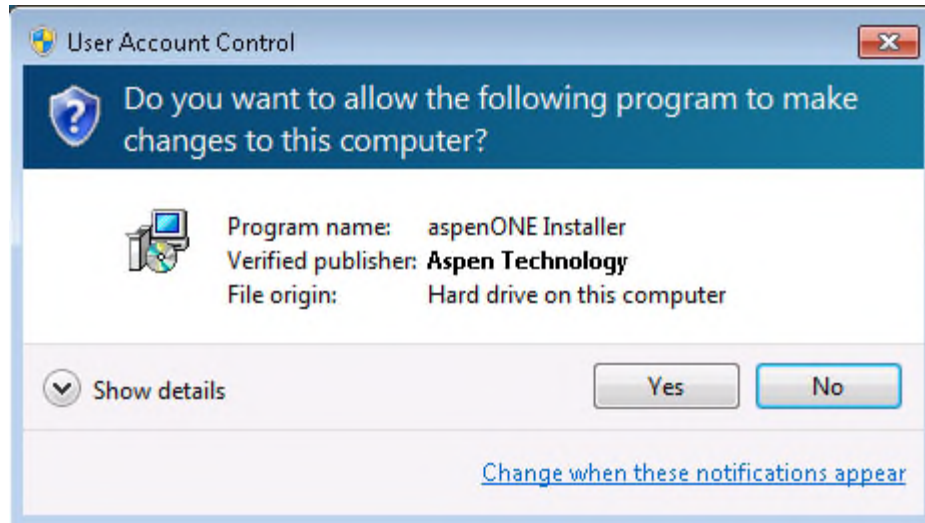 User Account Control
Do you want to allow the following program to make
changes to this computer?
Program name: aspenONE Installer
Verified publisher: Aspen Technology
File origin: Hard drive on this computer
Show details
Yes
No
Change when these notifications appear